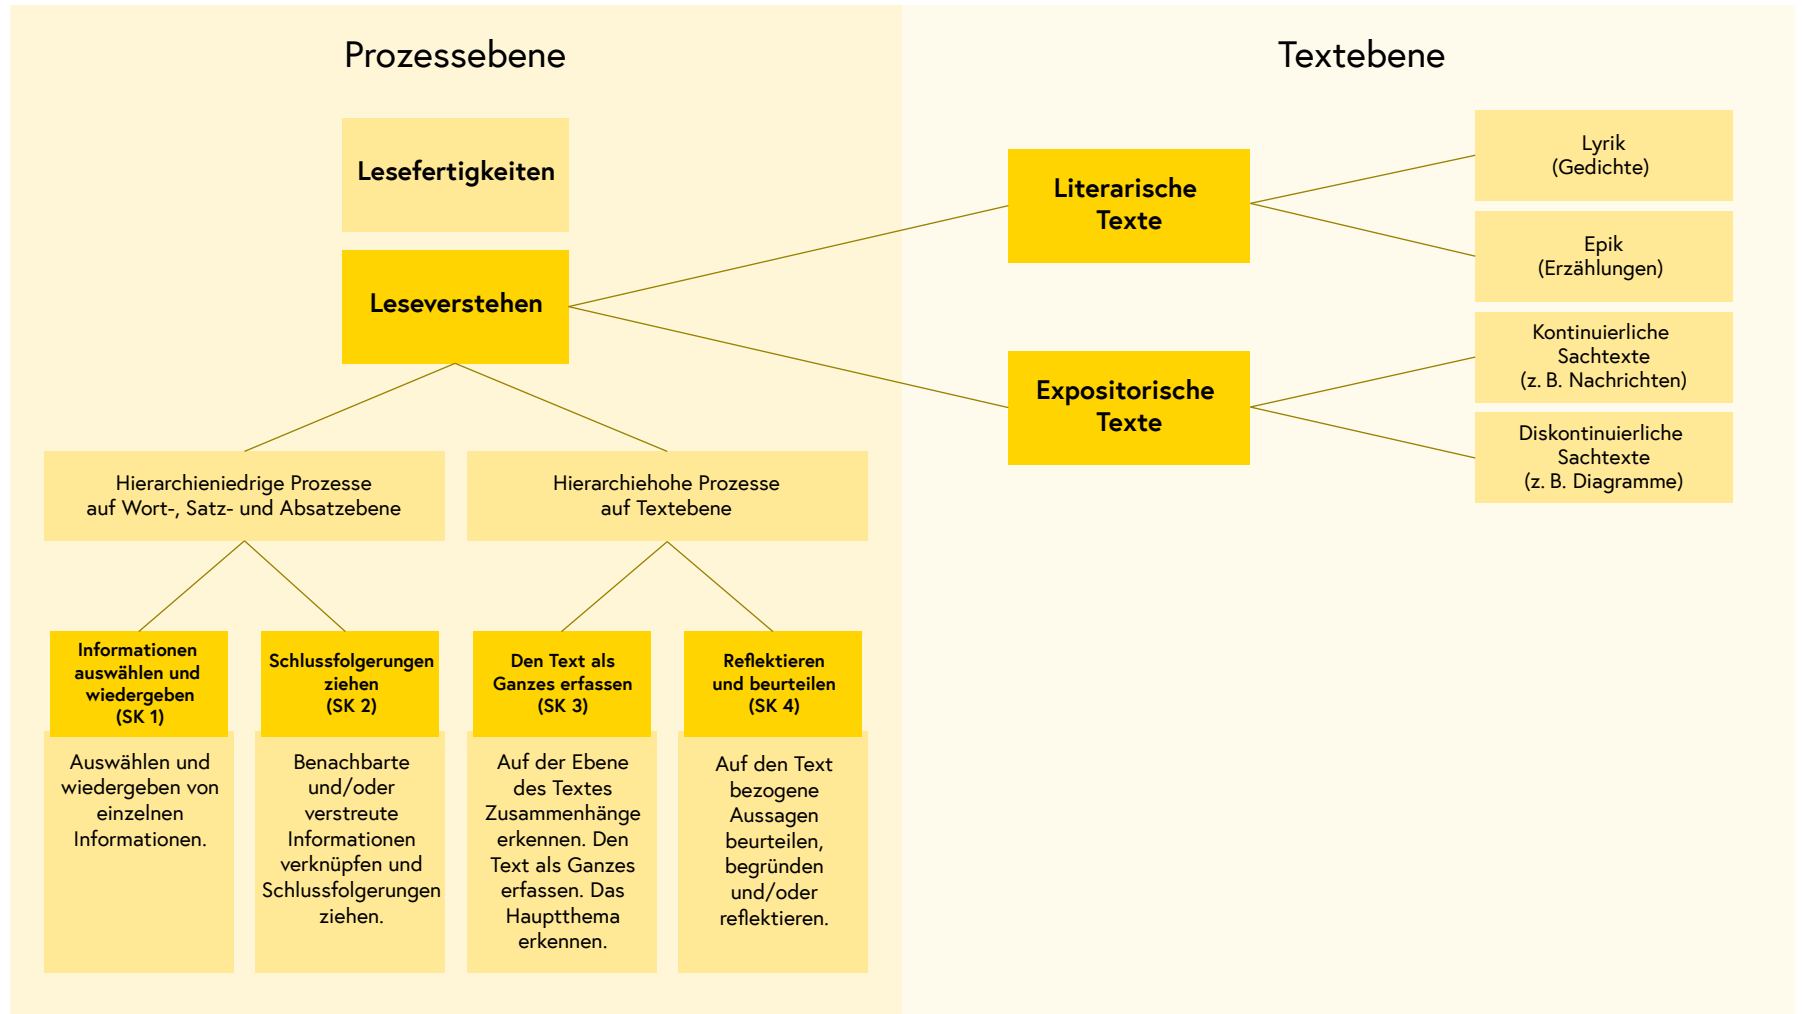 Prozessebene
Lesefertigkeiten
Leseverstehen
Hierarchieniedrige Prozesse
auf Wort-, Satz- und Absatzebene
Hierarchiehohe Prozesse
auf Textebene
Informationen
auswählen und
wiedergeben
(SK 1)
Auswählen und
wiedergeben von
einzelnen
Informationen.
Schlussfolgerungen
ziehen
(SK 2)
Benachbarte
und/oder
verstreute
Informationen
verknüpfen und
Schlussfolgerungen
ziehen.
Den Text als
Ganzes erfassen
(SK 3)
Auf der Ebene
des Textes
Zusammenhänge
erkennen. Den
Text als Ganzes
erfassen. Das
Hauptthema
erkennen.
Reflektieren
und beurteilen
(SK 4)
Auf den Text
bezogene
Aussagen
beurteilen,
begründen
und/oder
reflektieren.
Textebene
Literarische
Texte
Lyrik
(Gedichte)
Epik
(Erzählungen)
Expositorische
Texte
Kontinuierliche
Sachtexte
(z. B. Nachrichten)
Diskontinuierliche
Sachtexte
(z. B. Diagramme)